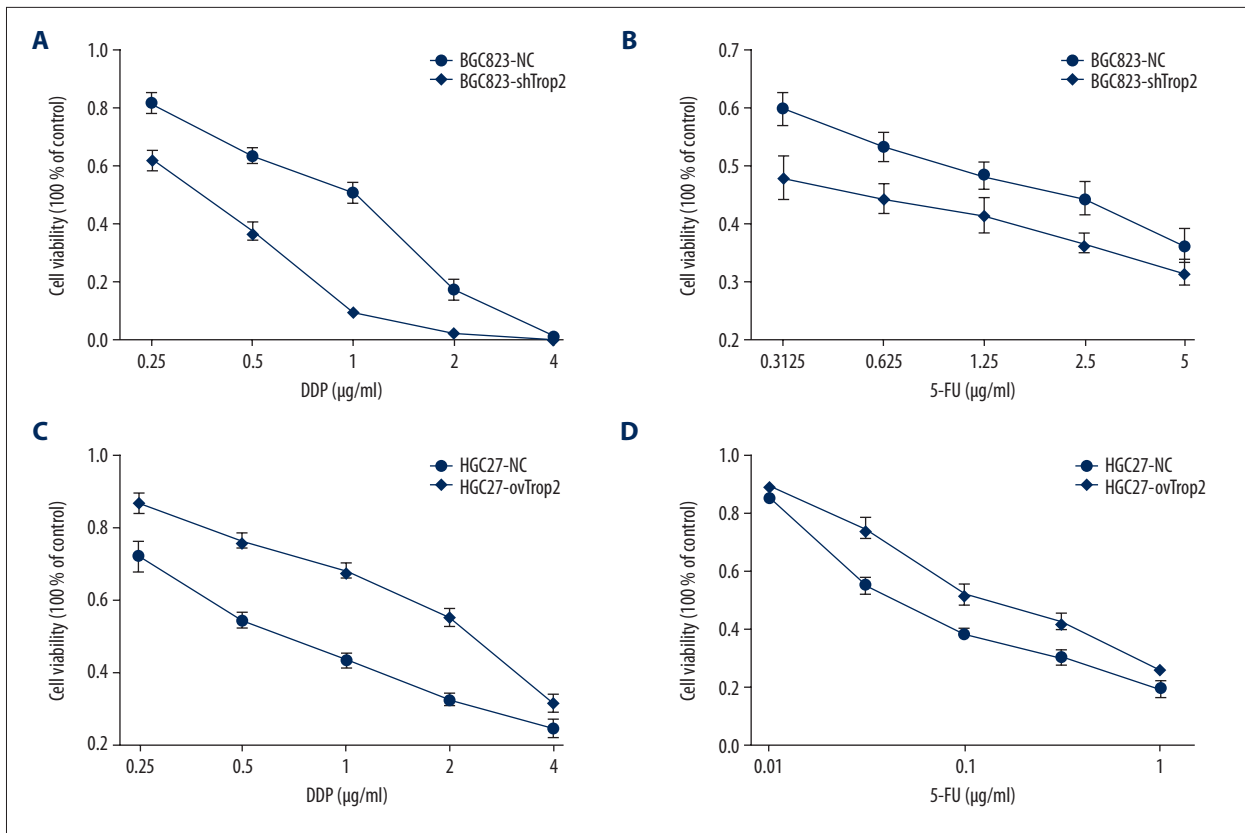 A
BGC823-NC
BGC823-shTrop2
Cell viability (100 % of control)
1.0
0.8
0.6
0.4
0.2
0.0
0.25 0.5 1 2 4
DDP (µg/ml)
B
BGC823-NC
BGC823-shTrop2
Cell viability (100 % of control)
0.7
0.6
0.5
0.4
0.3
0.2
0.3125 0.625 1.25 2.5 5
5-FU (µg/ml)
C
HGC27-NC
HGC27-ovTrop2
Cell viability (100 % of control)
1.0
0.8
0.6
0.4
0.2
0.25 0.5 1 2 4
DDP (µg/ml)
D
HGC27-NC
HGC27-ovTrop2
Cell viability (100 % of control)
1.0
0.8
0.6
0.4
0.2
0.0
0.01 0.1 1
5-FU (µg/ml)